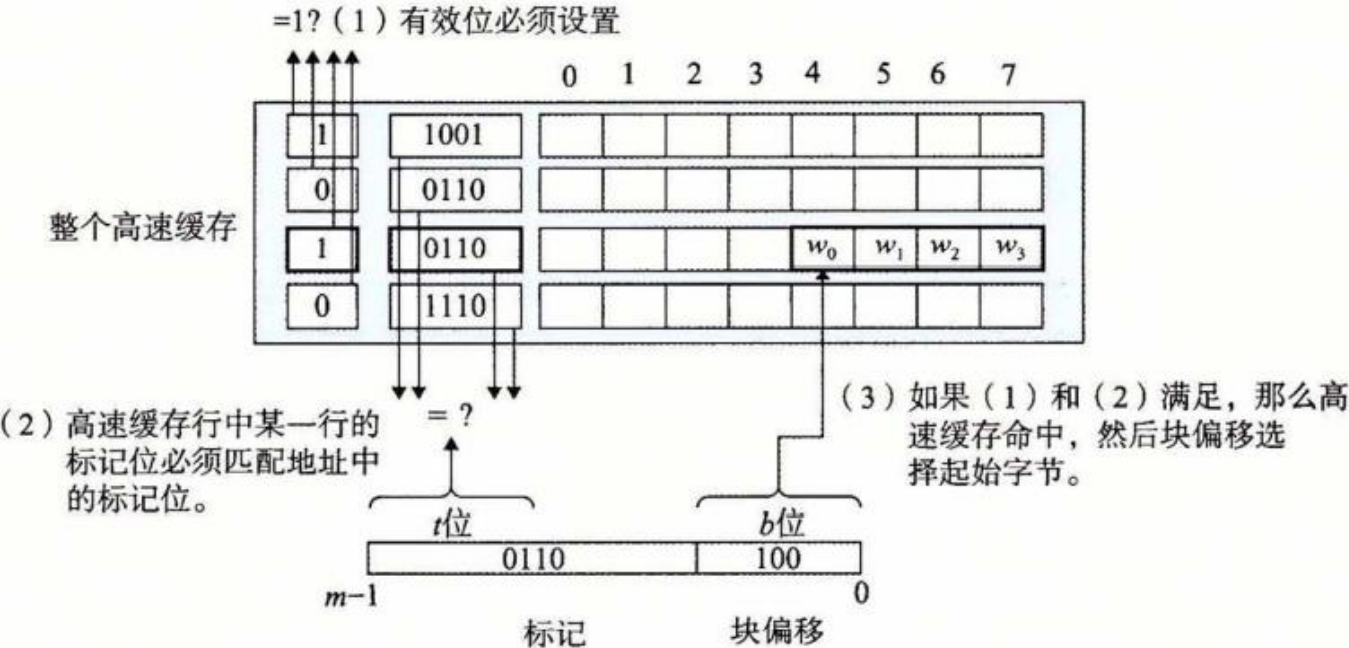 =1?（1）有效位必须设置
0 1 2 3 4 5 6 7
1 1001
0 0110
整个高速缓存
1 0110 w0 w1 w2 w3
0 1110
（2）高速缓存行中某一行的
标记位必须匹配地址中
的标记位。
= ?
（3）如果（1）和（2）满足，那么高
速缓存命中，然后块偏移选
择起始字节。
t位 b位
0110 100
m−1 0
标记 块偏移